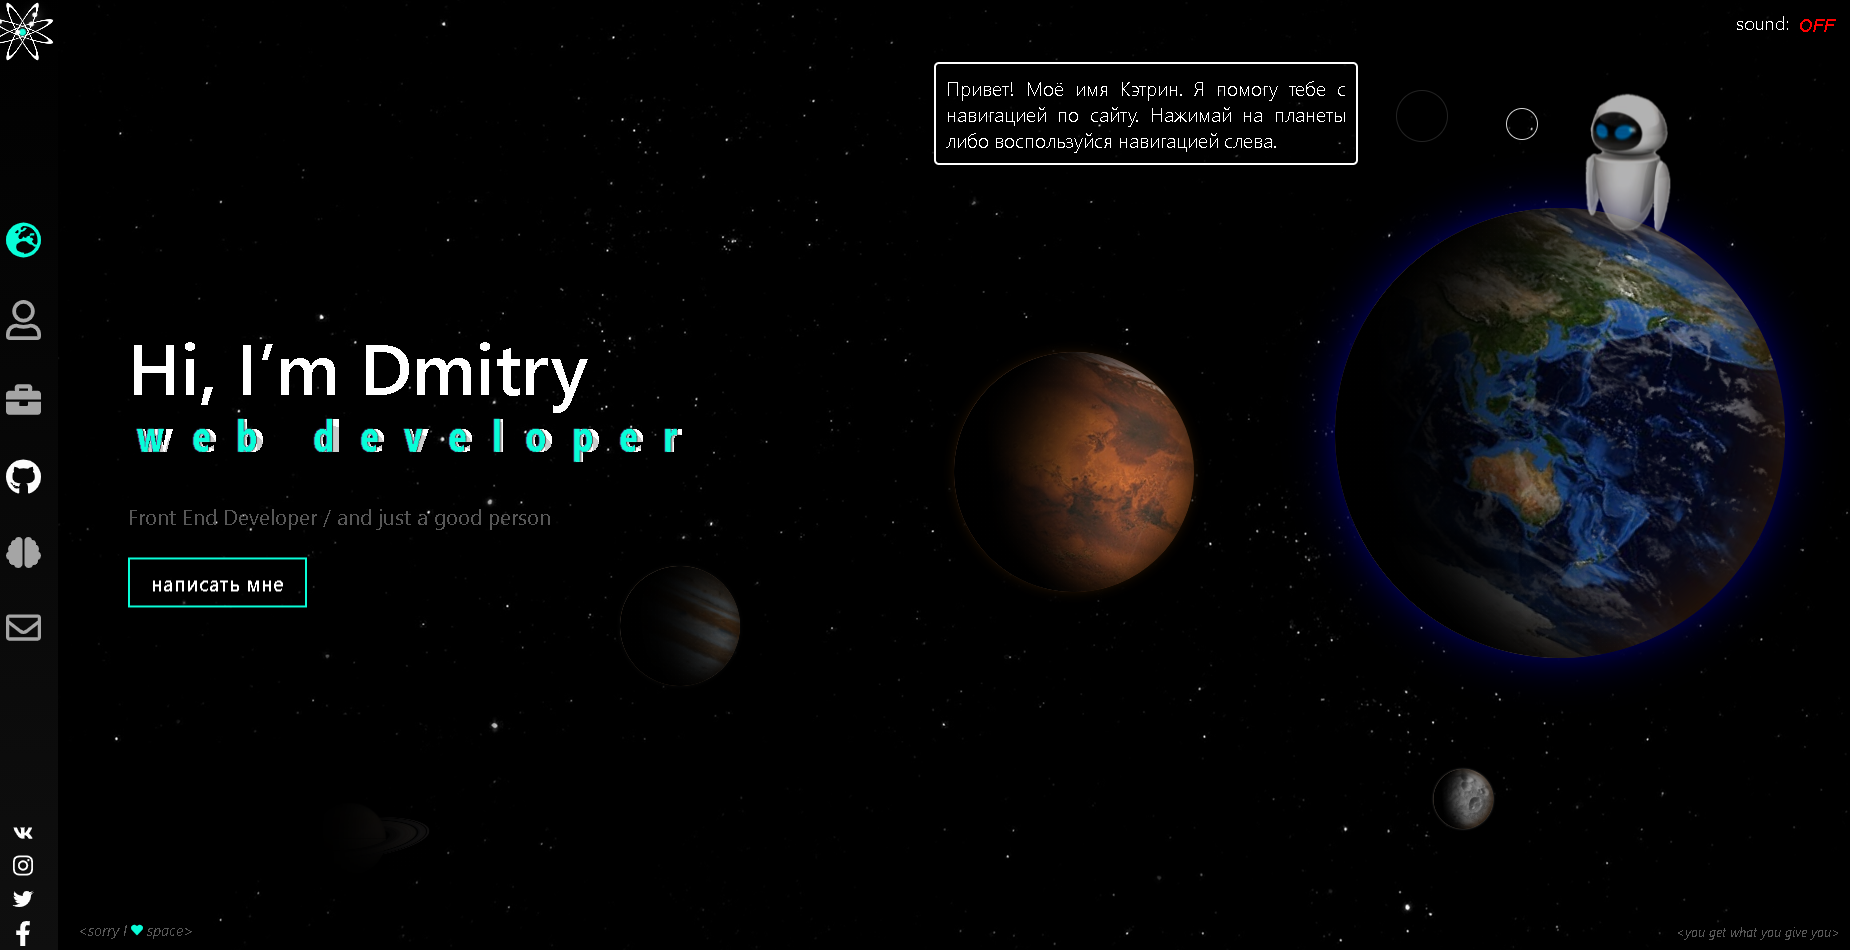 sound: OFF
Привет! Моё имя Кэтрин. Я помогу тебе с
навигацией по сайту. Нажимай на планеты
либо воспользуйся навигацией слева.
Hi, I'm Dmitry
web developer
Front End Developer / and just a good person
написать мне
<sorry I ♥ space>
<you get what you give you>